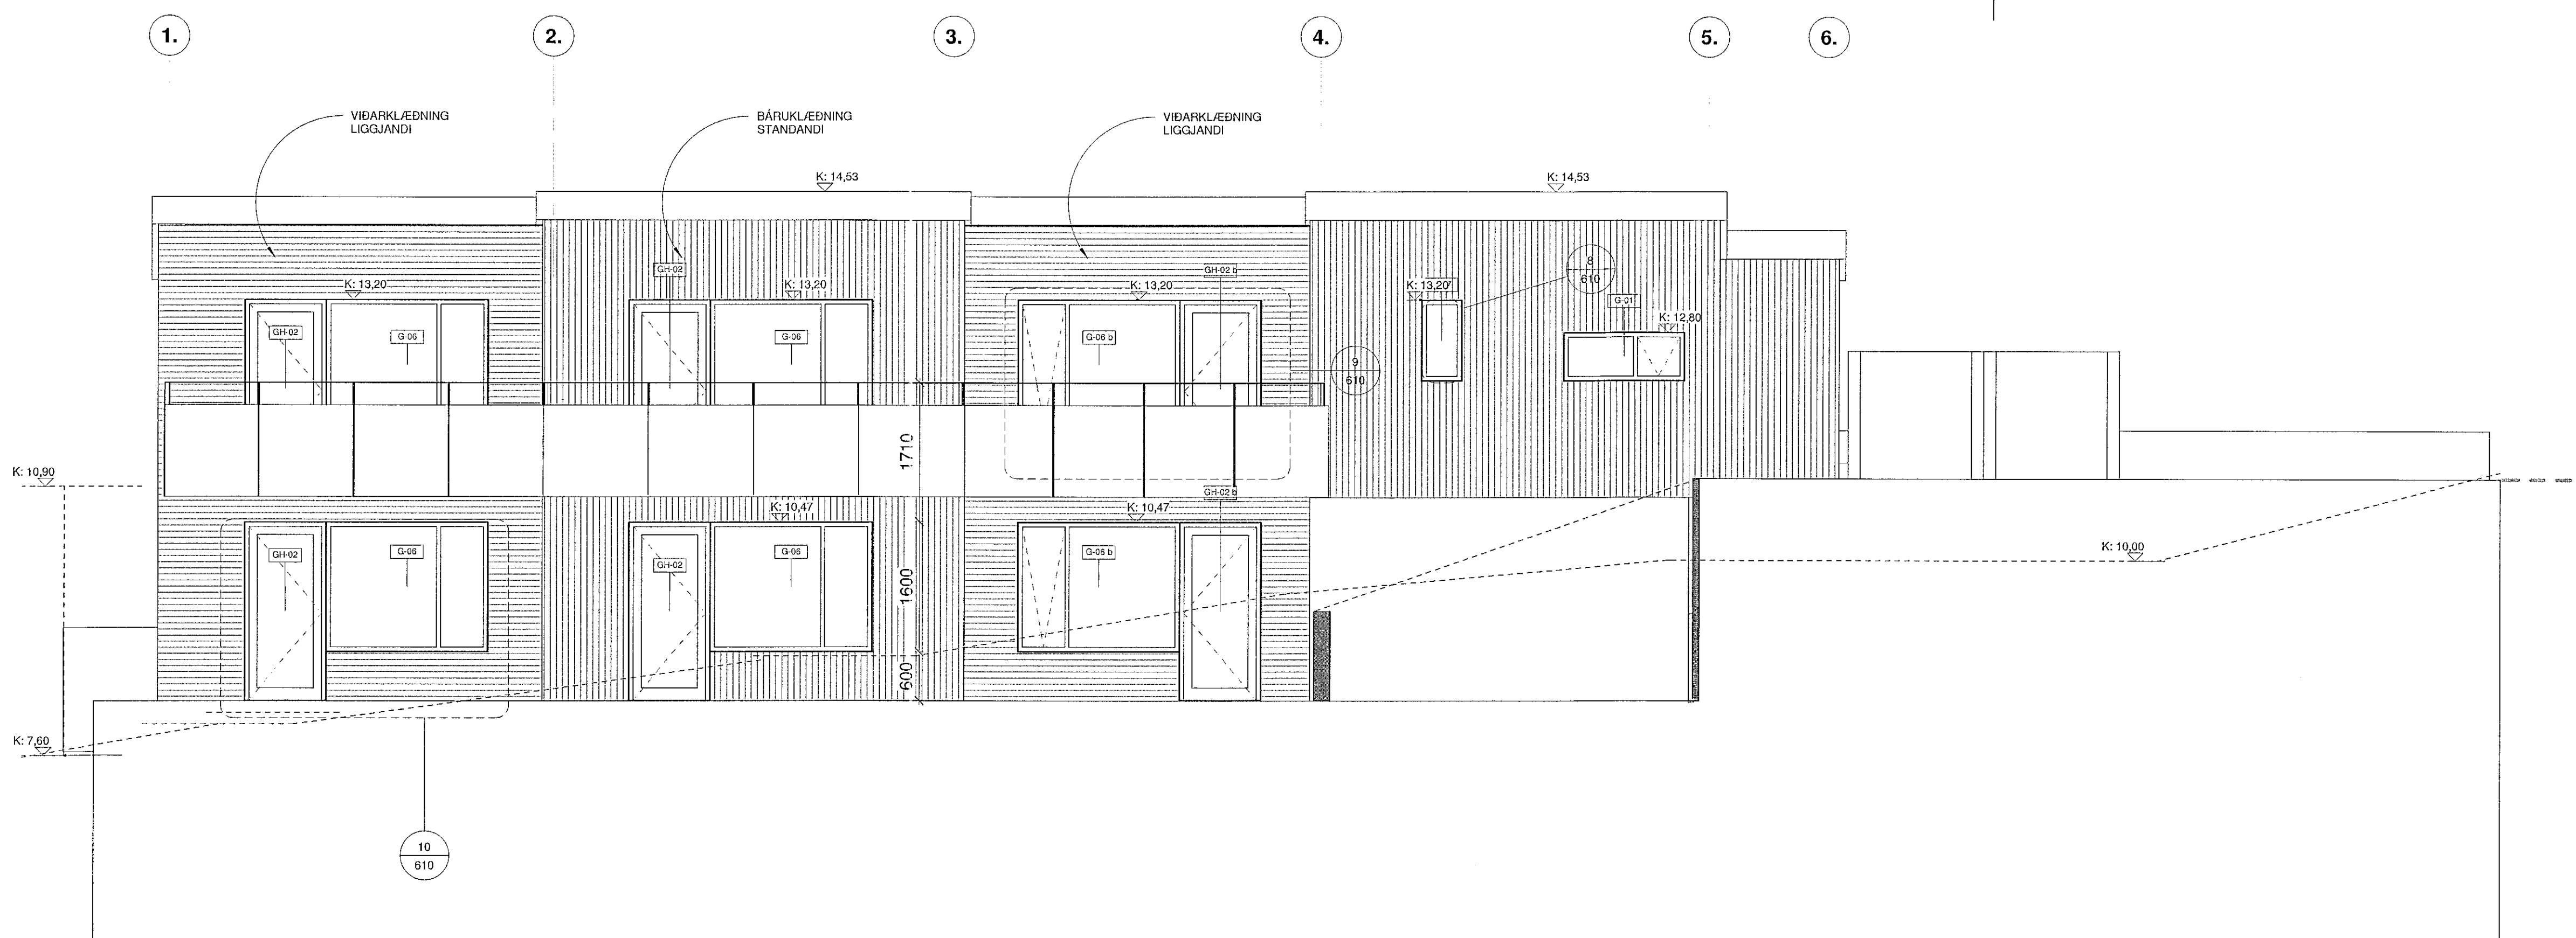 1.
2.
3.
4.
5.
6.
VIÐARKLÆÐNING
LIGGJANDI
BÁRUKLÆÐNING
STANDANDI
VIÐARKLÆÐNING
LIGGJANDI
K: 14,53
K: 14,53
GH-02
GH-02 b
8
610
K: 13,20
K: 13,20
K: 13,20
K: 13,20
G-01
K: 12,80
GH-02
G-06
G-06
G-06 b
9
610
1710
K: 10,90
GH-02 b
K: 10,47
K: 10,47
GH-02
G-06
GH-02
G-06
G-06 b
K: 10,00
1600
600
K: 7,60
10
610